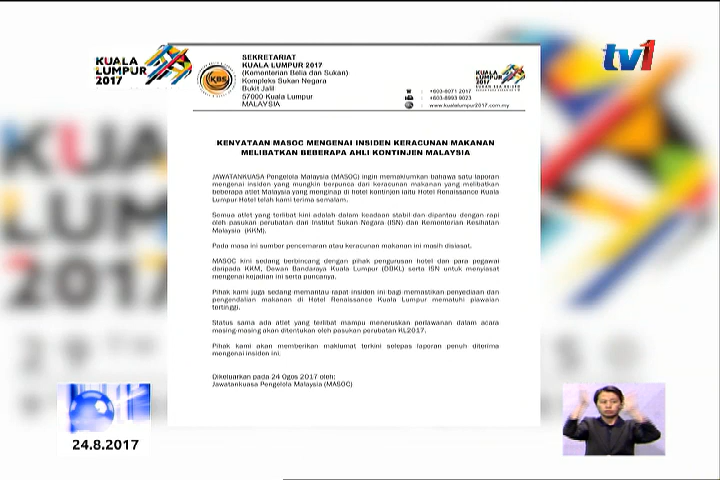 KUALA
LUMPUR
2017
SEKRETARIAT
KUALA LUMPUR 2017
(Kementerian Belia dan Sukan)
Kompleks Sukan Negara
Bukit Jalil
57000 Kuala Lumpur
MALAYSIA
KBS
KUALA
LUMPUR
2017
: +603-8071 2017
: +603-8993 9023
: www.kualalumpur2017.com.my
tv1
KENYATAAN MASOC MENGENAI INSIDEN KERACUNAN MAKANAN
MELIBATKAN BEBERAPA AHLI KONTINJEN MALAYSIA
JAWATANKUASA Pengelola Malaysia (MASOC) ingin memaklumkan bahawa satu laporan
mengenai insiden yang mungkin berpunca dari keracunan makanan yang melibatkan
beberapa atlet Malaysia yang menginap di hotel kontinjen iaitu Hotel Renaissance Kuala
Lumpur Hotel telah kami terima semalam.
Semua atlet yang terlibat kini adalah dalam keadaan stabil dan dipantau dengan rapi
oleh pasukan perubatan dari Institut Sukan Negara (ISN) dan Kementerian Kesihatan
Malaysia (KKM).
Pada masa ini sumber pencemaran atau keracunan makanan ini masih disiasat.
MASOC kini sedang berbincang dengan pihak pengurusan hotel dan para pegawai
daripada KKM, Dewan Bandaraya Kuala Lumpur (DBKL) serta ISN untuk menyiasat
mengenai kejadian ini serta puncanya.
Pihak kami juga sedang memantau rapat insiden ini bagi memastikan penyediaan dan
pengendalian makanan di Hotel Renaissance Kuala Lumpur mematuhi piawaian
tertinggi.
Status sama ada atlet yang terlibat mampu meneruskan perlawanan dalam acara
masing-masing akan ditentukan oleh pasukan perubatan KL2017.
Pihak kami akan memberikan maklumat terkini selepas laporan penuh diterima
mengenai insiden ini.
Dikeluarkan pada 24 Ogos 2017 oleh:
Jawatankuasa Pengelola Malaysia (MASOC)
24.8.2017